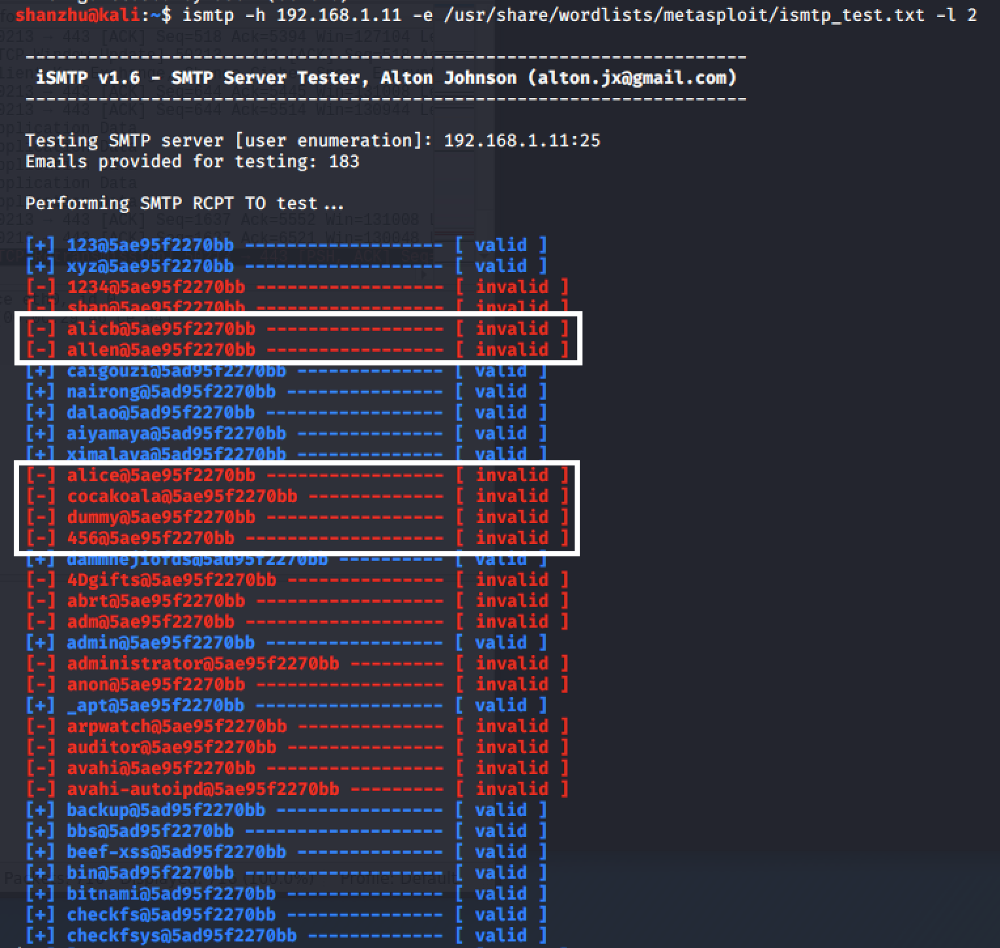 shanzhu@kali:~$ ismtp -h 192.168.1.11 -e /usr/share/wordlists/metasploit/ismtp_test.txt -l 2
---------------------------------------------------------------------
iSMTP v1.6 - SMTP Server Tester, Alton Johnson (alton.jx@gmail.com)
---------------------------------------------------------------------
Testing SMTP server [user enumeration]: 192.168.1.11:25
Emails provided for testing: 183
Performing SMTP RCPT TO test...
[+] 123@5ae95f2270bb ------------------- [ valid ]
[+] xyz@5ae95f2270bb ------------------- [ valid ]
[-] 1234@5ae95f2270bb ------------------ [ invalid ]
[-] shan@5ae95f2270bb ------------------ [ invalid ]
[-] alicb@5ae95f2270bb ----------------- [ invalid ]
[-] allen@5ae95f2270bb ----------------- [ invalid ]
[+] caigouzi@5ad95f2270bb -------------- [ valid ]
[+] nairong@5ad95f2270bb --------------- [ valid ]
[+] dalao@5ad95f2270bb ----------------- [ valid ]
[+] aiyamaya@5ad95f2270bb -------------- [ valid ]
[+] ximalaya@5ad95f2270bb -------------- [ valid ]
[-] alice@5ae95f2270bb ----------------- [ invalid ]
[-] cocakoala@5ae95f2270bb ------------- [ invalid ]
[-] dummy@5ae95f2270bb ----------------- [ invalid ]
[-] 456@5ae95f2270bb ------------------- [ invalid ]
[+] dammnejiofds@5ad95f2270bb ---------- [ valid ]
[-] 4Dgifts@5ae95f2270bb --------------- [ invalid ]
[-] abrt@5ae95f2270bb ------------------ [ invalid ]
[-] adm@5ae95f2270bb ------------------- [ invalid ]
[+] admin@5ae95f2270bb ----------------- [ valid ]
[-] administrator@5ae95f2270bb --------- [ invalid ]
[-] anon@5ae95f2270bb ------------------ [ invalid ]
[+] _apt@5ae95f2270bb ------------------ [ valid ]
[-] arpwatch@5ae95f2270bb -------------- [ invalid ]
[-] auditor@5ae95f2270bb --------------- [ invalid ]
[-] avahi@5ae95f2270bb ----------------- [ invalid ]
[-] avahi-autoipd@5ae95f2270bb --------- [ invalid ]
[+] backup@5ad95f2270bb ---------------- [ valid ]
[+] bbs@5ad95f2270bb ------------------- [ valid ]
[+] beef-xss@5ad95f2270bb -------------- [ valid ]
[+] bin@5ad95f2270bb ------------------- [ valid ]
[+] bitnami@5ad95f2270bb --------------- [ valid ]
[+] checkfs@5ad95f2270bb --------------- [ valid ]
[+] checkfsys@5ad95f2270bb ------------- [ valid ]